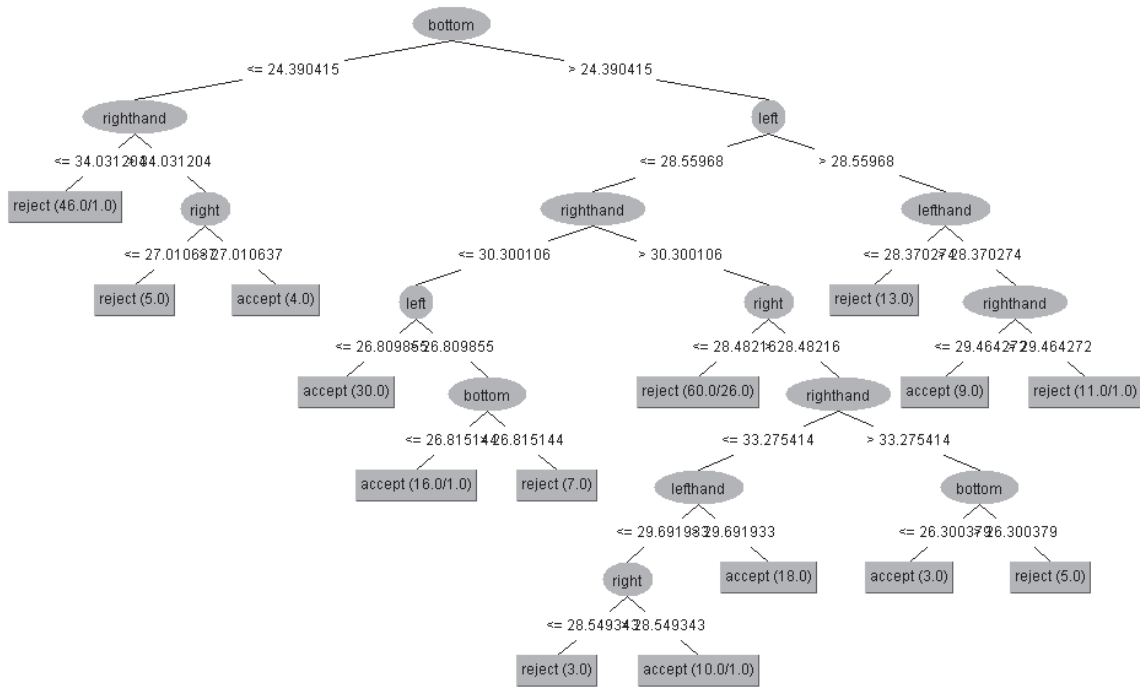 bottom
<= 24.390415 > 24.390415
righthand left
<= 34.031204 > 34.031204 <= 28.55968 > 28.55968
reject (46.0/1.0) right righthand lefthand
<= 27.010637 > 27.010637 <= 30.300106 > 30.300106 <= 28.370274 > 28.370274
reject (5.0) accept (4.0) left right reject (13.0) righthand
<= 26.809855 > 26.809855 <= 28.48216 > 28.48216 <= 29.464272 > 29.464272
accept (30.0) bottom reject (60.0/26.0) righthand accept (9.0) reject (11.0/1.0)
<= 26.815144 > 26.815144 <= 33.275414 > 33.275414
accept (16.0/1.0) reject (7.0) lefthand bottom
<= 29.691933 > 29.691933 <= 26.300379 > 26.300379
right accept (18.0) accept (3.0) reject (5.0)
<= 28.549343 > 28.549343
reject (3.0) accept (10.0/1.0)